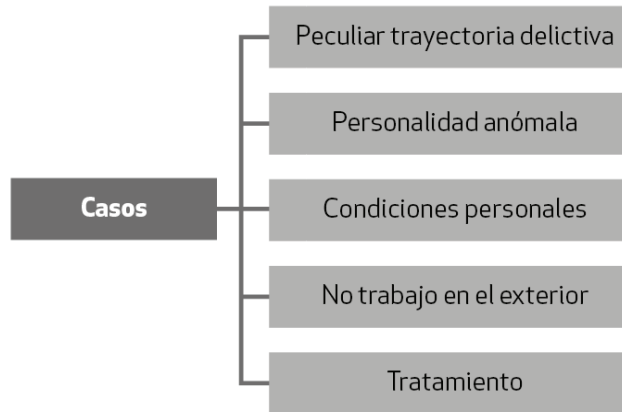 Peculiar trayectoria delictiva
Personalidad anómala
Casos
Condiciones personales
No trabajo en el exterior
Tratamiento